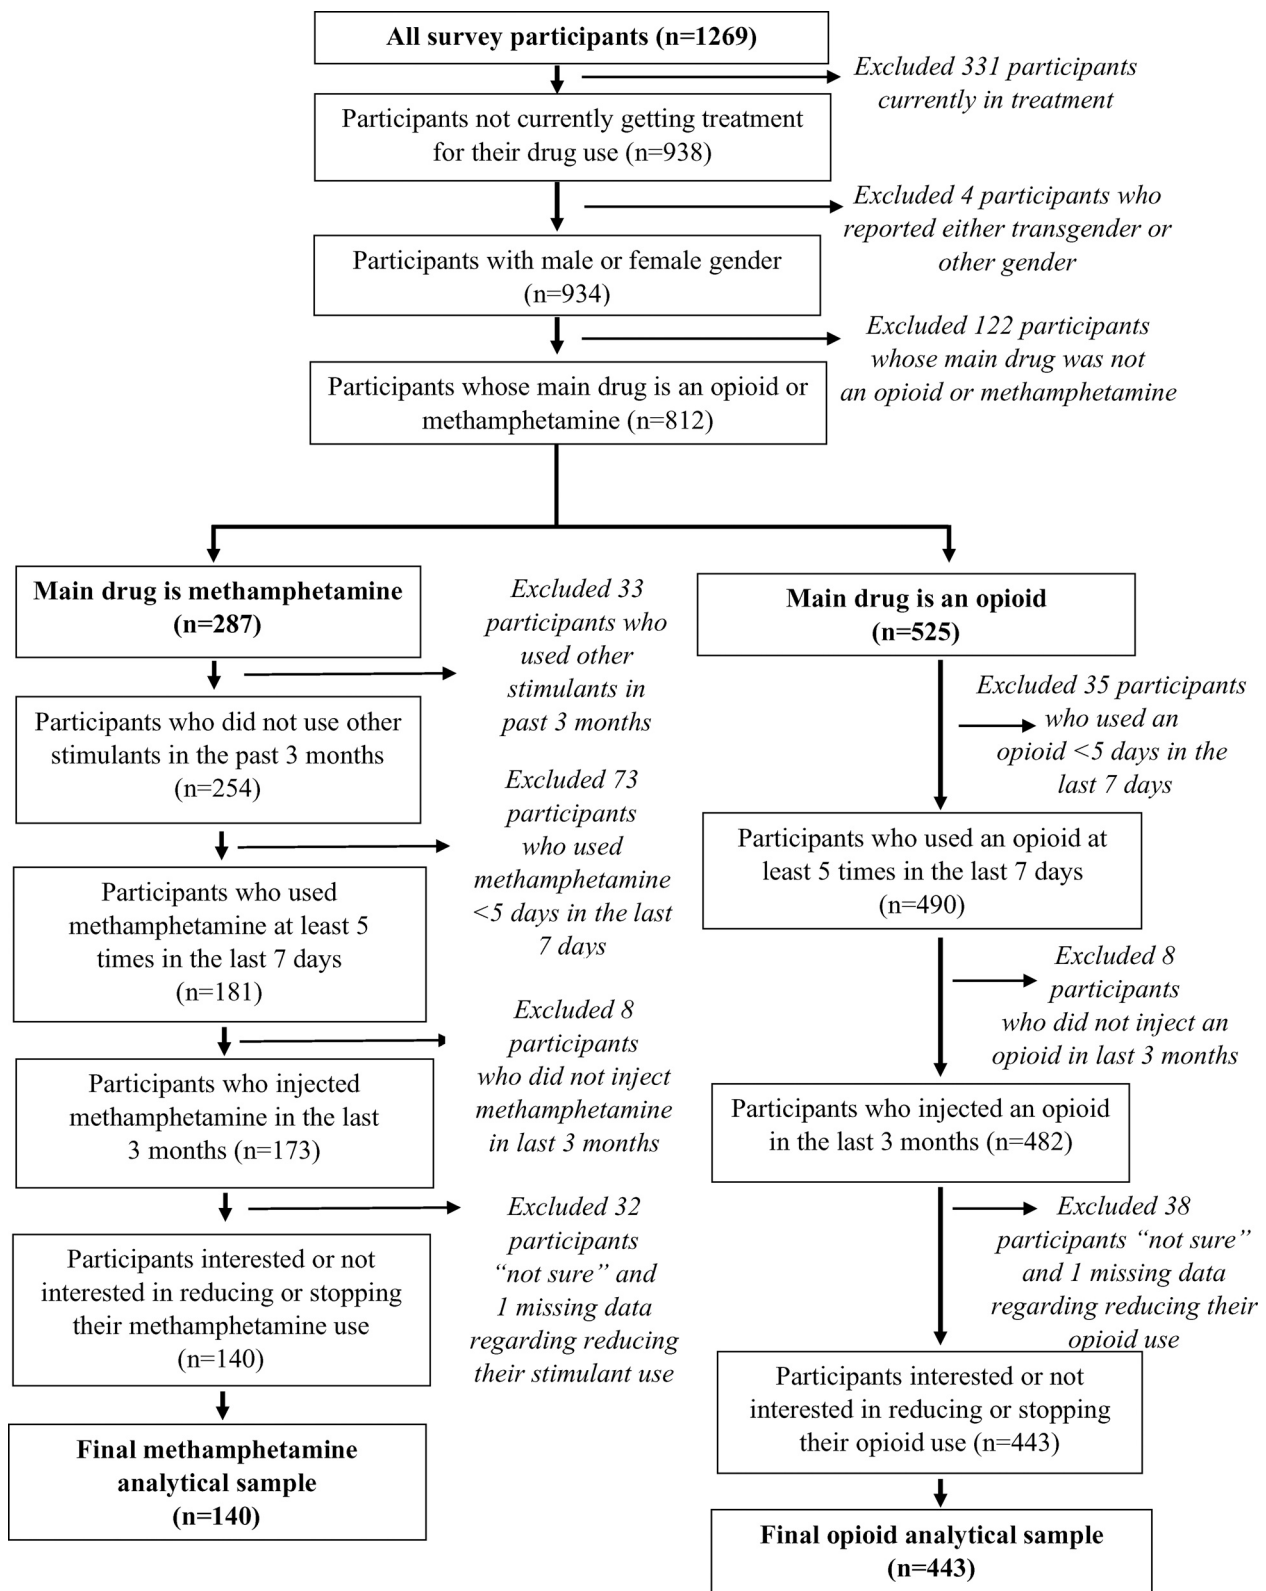 All survey participants (n=1269)
Excluded 331 participants
currently in treatment
Participants not currently getting treatment
for their drug use (n=938)
Excluded 4 participants who
reported either transgender or
other gender
Participants with male or female gender
(n=934)
Excluded 122 participants
whose main drug was not
an opioid or methamphetamine
Participants whose main drug is an opioid or
methamphetamine (n=812)
Main drug is methamphetamine
(n=287)
Excluded 33
participants who
used other
stimulants in
past 3 months
Participants who did not use other
stimulants in the past 3 months
(n=254)
Excluded 73
participants
who used
methamphetamine
<5 days in the last
7 days
Participants who used
methamphetamine at least 5
times in the last 7 days
(n=181)
Excluded 8
participants
who did not inject
methamphetamine
in last 3 months
Participants who injected
methamphetamine in the last
3 months (n=173)
Excluded 32
participants
“not sure” and
1 missing data
regarding reducing
their stimulant use
Participants interested or not
interested in reducing or stopping
their methamphetamine use
(n=140)
Final methamphetamine
analytical sample
(n=140)
Main drug is an opioid
(n=525)
Excluded 35 participants
who used an
opioid <5 days in the
last 7 days
Participants who used an opioid at
least 5 times in the last 7 days
(n=490)
Excluded 8
participants
who did not inject an
opioid in last 3 months
Participants who injected an opioid
in the last 3 months (n=482)
Excluded 38
participants “not sure”
and 1 missing data
regarding reducing their
opioid use
Participants interested or not
interested in reducing or stopping
their opioid use (n=443)
Final opioid analytical sample
(n=443)